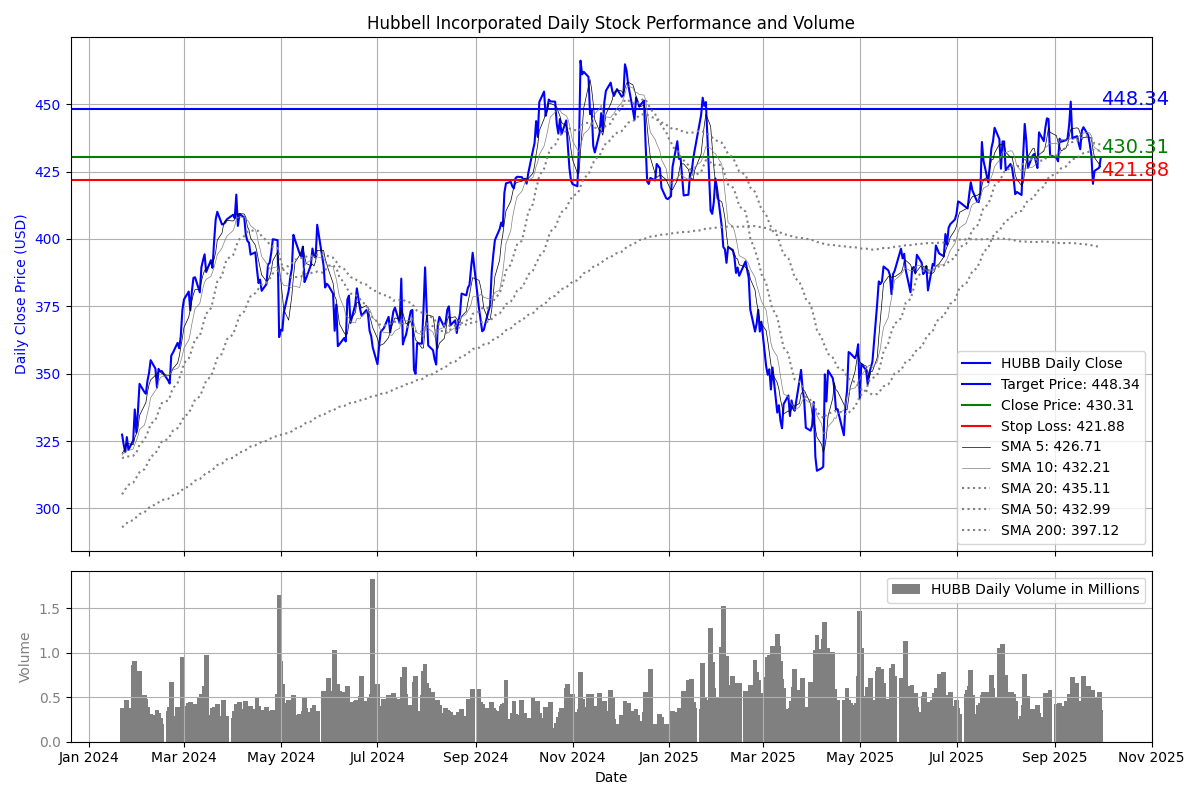 Hubbell Incorporated Daily Stock Performance and Volume
Daily Close Price (USD)
450
425
400
375
350
325
300
448.34
430.31
421.88
HUBB Daily Close
Target Price: 448.34
Close Price: 430.31
Stop Loss: 421.88
SMA 5: 426.71
SMA 10: 432.21
SMA 20: 435.11
SMA 50: 432.99
SMA 200: 397.12
Volume
1.5
1.0
0.5
0.0
HUBB Daily Volume in Millions
Jan 2024 Mar 2024 May 2024 Jul 2024 Sep 2024 Nov 2024 Jan 2025 Mar 2025 May 2025 Jul 2025 Sep 2025 Nov 2025
Date